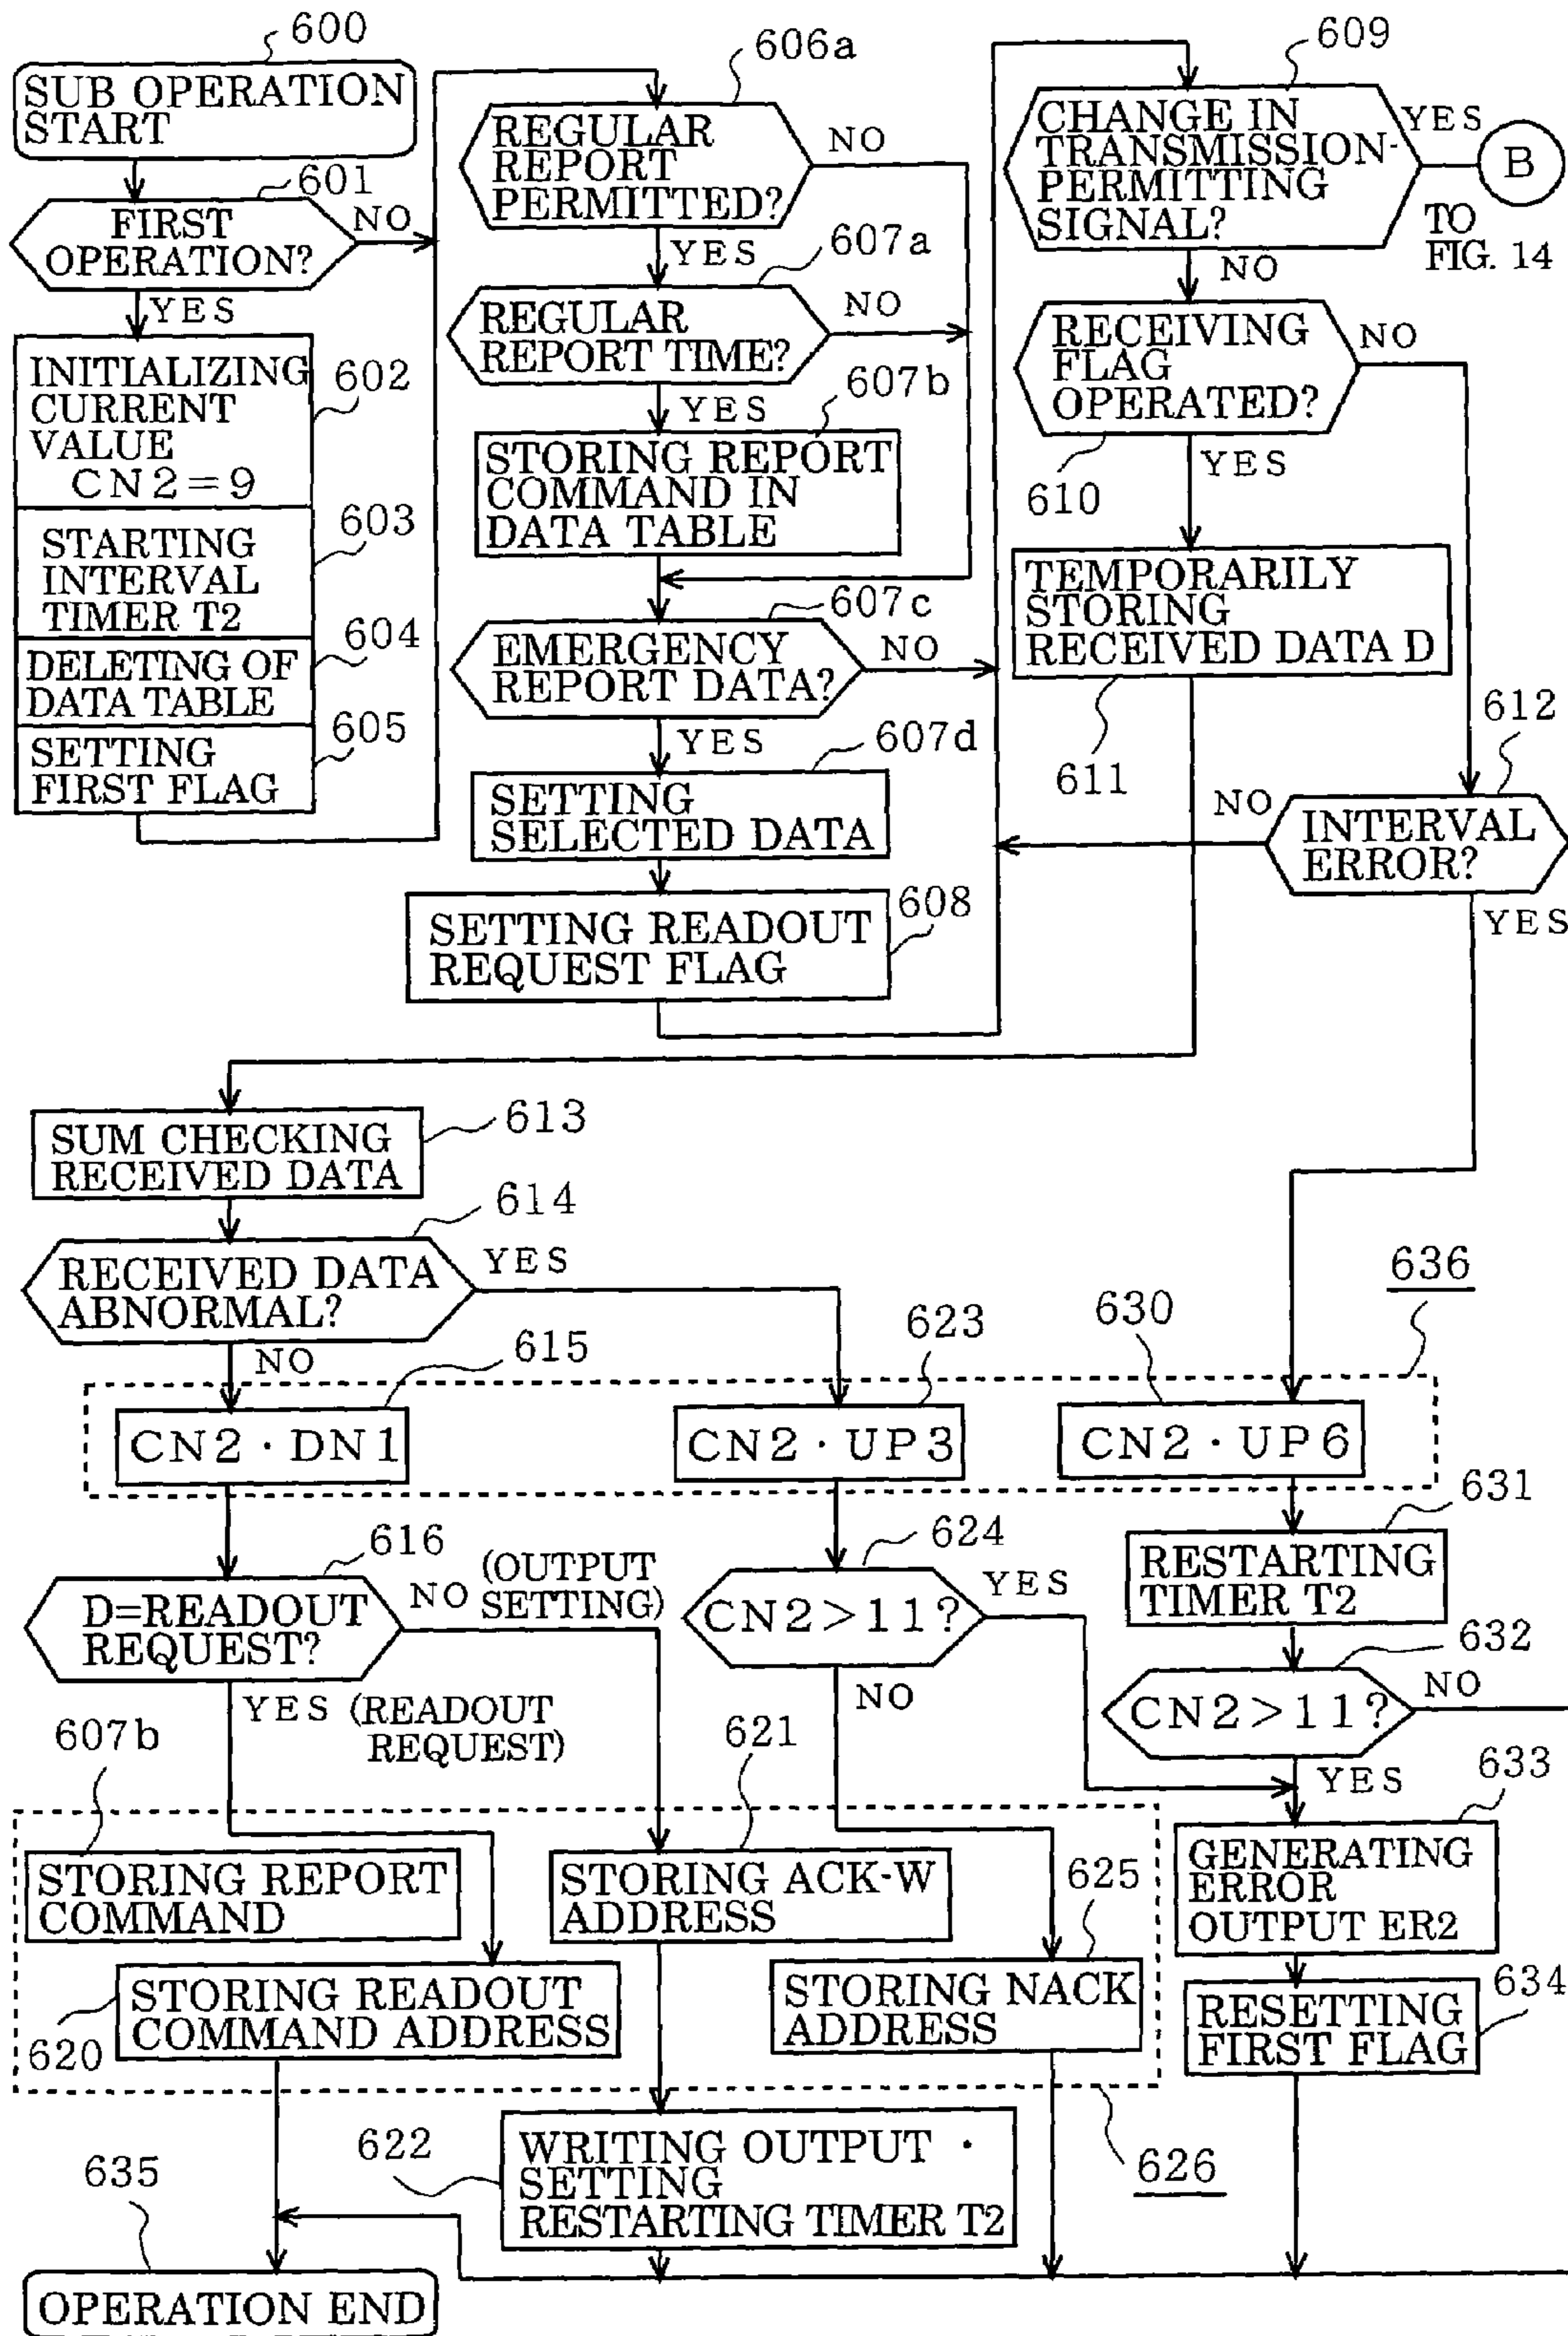 600
SUB OPERATION
START
601
FIRST
OPERATION?
NO
YES
INITIALIZING
CURRENT
VALUE
CN2=9
602
STARTING
INTERVAL
TIMER T2
603
DELETING OF
DATA TABLE
604
SETTING
FIRST FLAG
605
606a
REGULAR
REPORT
PERMITTED?
NO
YES
607a
REGULAR
REPORT TIME?
NO
YES
607b
STORING REPORT
COMMAND IN
DATA TABLE
607c
EMERGENCY
REPORT DATA?
NO
YES
607d
SETTING
SELECTED DATA
608
SETTING READOUT
REQUEST FLAG
609
CHANGE IN
TRANSMISSION-
PERMITTING
SIGNAL?
YES
B
TO
FIG. 14
NO
RECEIVING
FLAG
OPERATED?
NO
610
YES
TEMPORARILY
STORING
RECEIVED DATA D
611
612
NO
INTERVAL
ERROR?
YES
SUM CHECKING
RECEIVED DATA
613
614
RECEIVED DATA
ABNORMAL?
YES
NO
615
623
630
636
CN2 · DN1
CN2 · UP3
CN2 · UP6
616
D=READOUT
REQUEST?
NO
(OUTPUT
SETTING)
YES
(READOUT
REQUEST)
624
CN2>11?
YES
NO
631
RESTARTING
TIMER T2
632
CN2>11?
NO
YES
607b
STORING REPORT
COMMAND
621
STORING ACK-W
ADDRESS
625
STORING NACK
ADDRESS
620
STORING READOUT
COMMAND ADDRESS
633
GENERATING
ERROR
OUTPUT ER2
634
RESETTING
FIRST FLAG
622
WRITING OUTPUT ·
SETTING
RESTARTING TIMER T2
626
635
OPERATION END